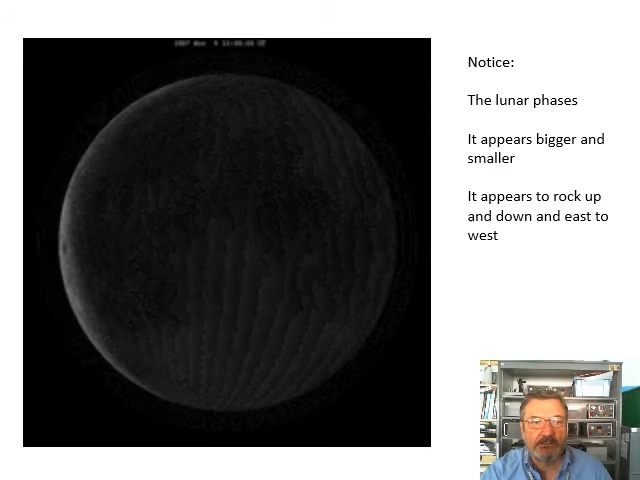 Notice:
The lunar phases
It appears bigger and
smaller
It appears to rock up
and down and east to
west